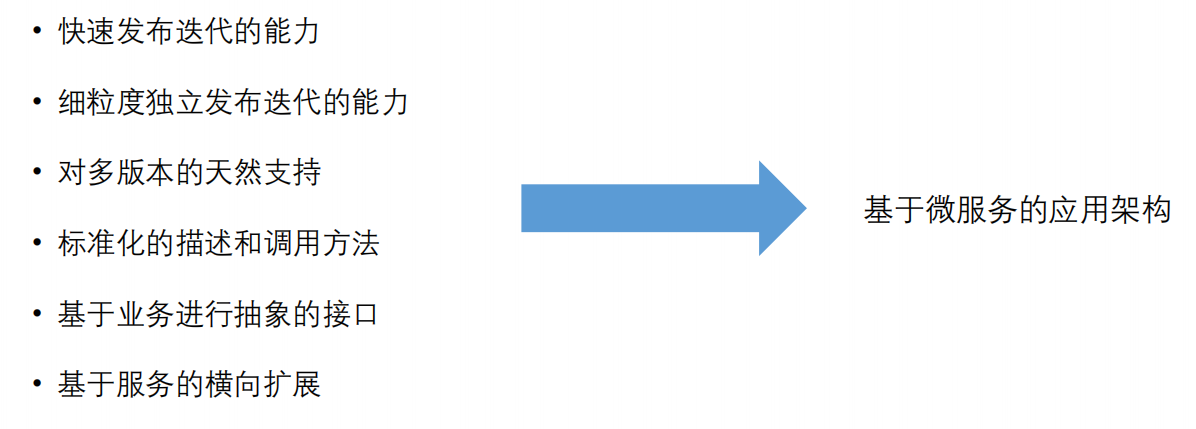 • 快速发布迭代的能力
• 细粒度独立发布迭代的能力
• 对多版本的天然支持
• 标准化的描述和调用方法
• 基于业务进行抽象的接口
• 基于服务的横向扩展
基于微服务的应用架构